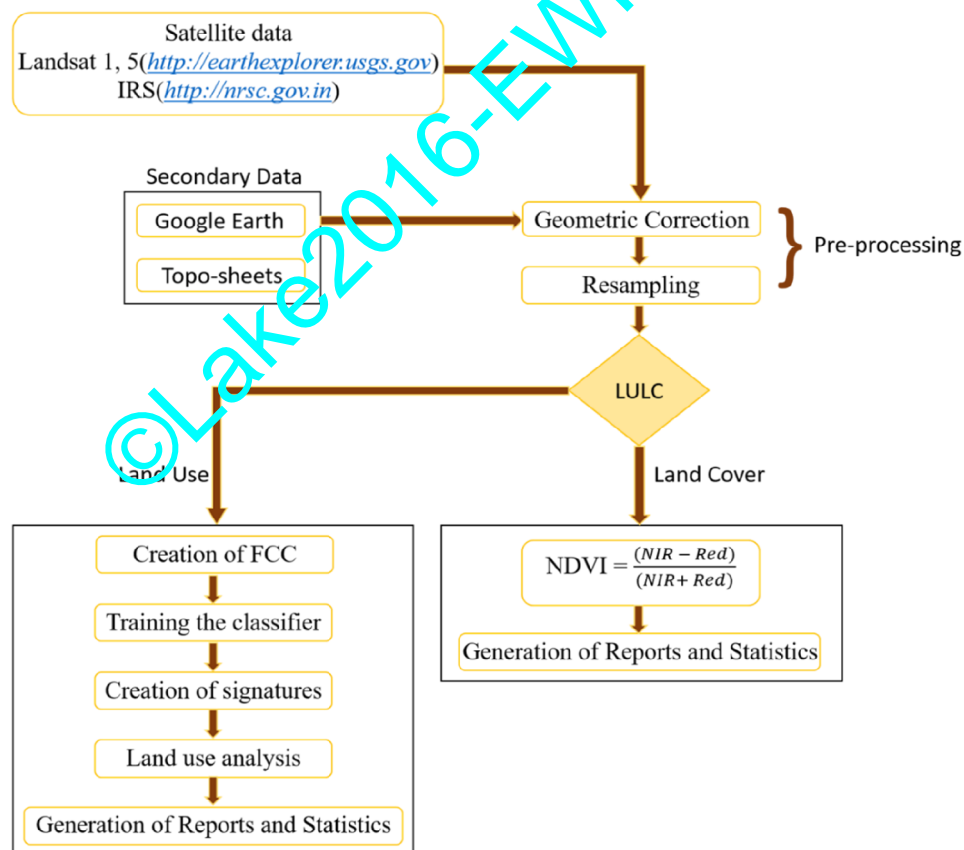 Satellite data
Landsat 1, 5(http://earthexplorer.usgs.gov)
IRS(http://nrsc.gov.in)
Secondary Data
Google Earth
Topo-sheets
Geometric Correction
Resampling
Pre-processing
LULC
Land Use
Land Cover
Creation of FCC
Training the classifier
Creation of signatures
Land use analysis
Generation of Reports and Statistics
NDVI = (NIR − Red)
(NIR+ Red)
Generation of Reports and Statistics
©Lake2016-EW